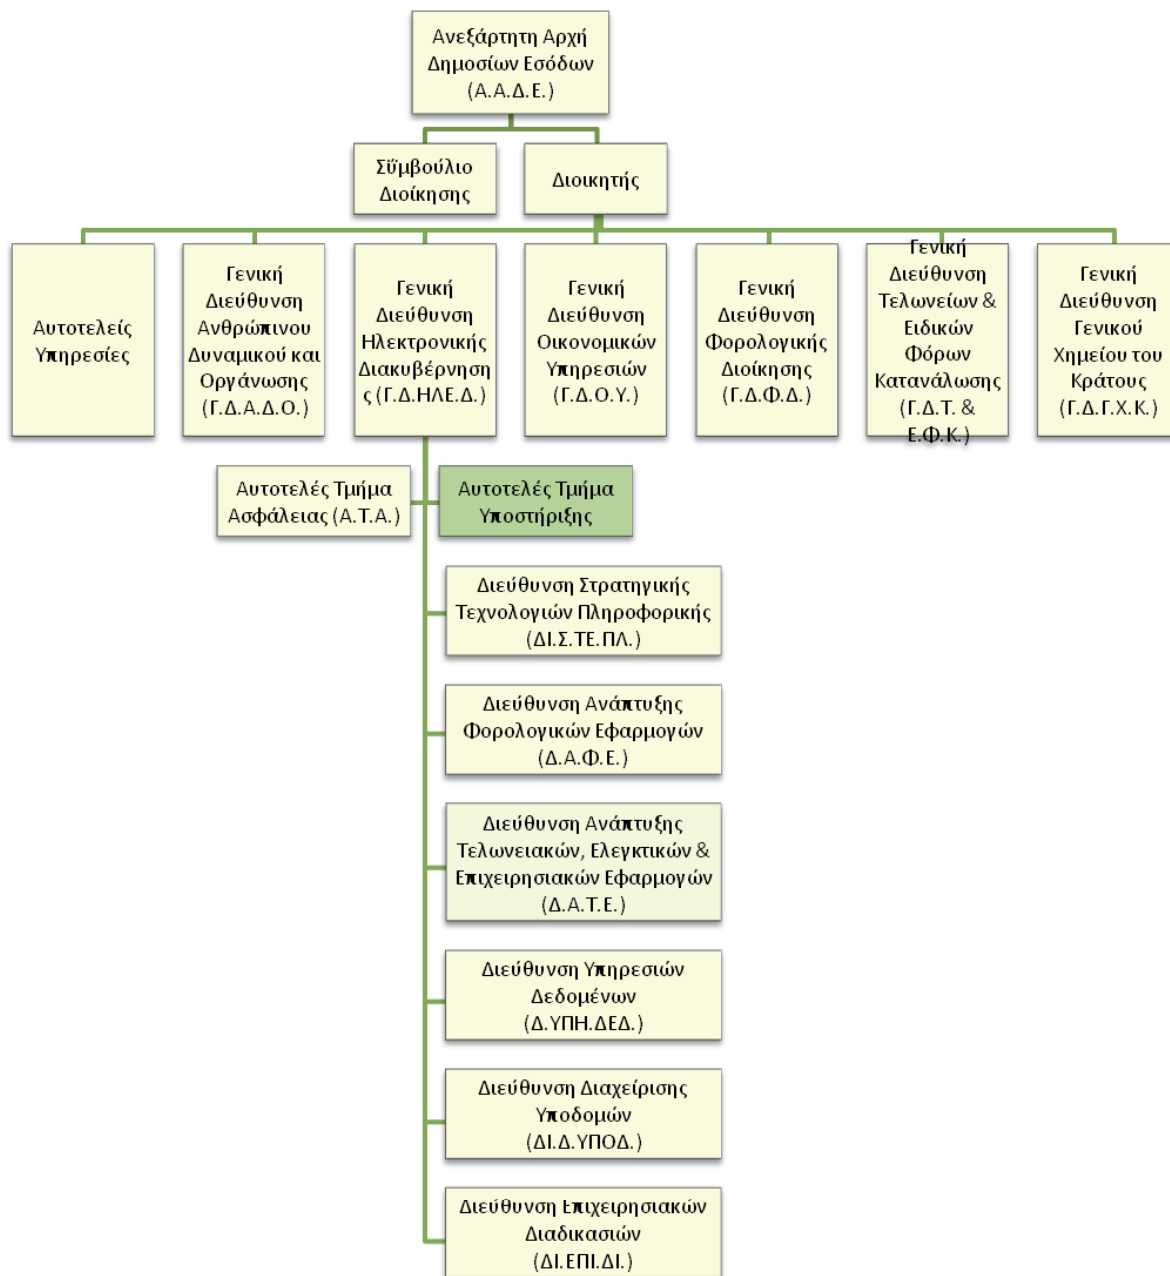 Ανεξάρτητη Αρχή
Δημοσίων Εσόδων
(Α.Α.Δ.Ε.)
Σΰμβούλιο
Διοίκησης
Διοικητής
Αυτοτελείς
Υπηρεσίες
Γενική
Διεύθυνση
Ανθρώπινου
Δυναμικού και
Οργάνωσης
(Γ.Δ.Α.Δ.Ο.)
Γενική
Διεύθυνση
Ηλεκτρονικής
Διακυβέρνηση
ς (Γ.Δ.ΗΛΕ.Δ.)
Γενική
Διεύθυνση
Οικονομικών
Υπηρεσιών
(Γ.Δ.Ο.Υ.)
Γενική
Διεύθυνση
Φορολογικής
Διοίκησης
(Γ.Δ.Φ.Δ.)
Γενική
Διεύθυνση
Τελωνείων &
Ειδικών
Φόρων
Κατανάλωσης
(Γ.Δ.Τ. &
Ε.Φ.Κ.)
Γενική
Διεύθυνση
Γενικού
Χημείου του
Κράτους
(Γ.Δ.Γ.Χ.Κ.)
Αυτοτελές Τμήμα
Ασφάλειας (Α.Τ.Α.)
Αυτοτελές Τμήμα
Υποστήριξης
Διεύθυνση Στρατηγικής
Τεχνολογιών Πληροφορικής
(ΔΙ.Σ.ΤΕ.ΠΛ.)
Διεύθυνση Ανάπτυξης
Φορολογικών Εφαρμογών
(Δ.Α.Φ.Ε.)
Διεύθυνση Ανάπτυξης
Τελωνειακών, Ελεγκτικών &
Επιχειρησιακών Εφαρμογών
(Δ.Α.Τ.Ε.)
Διεύθυνση Υπηρεσιών
Δεδομένων
(Δ.ΥΠΗ.ΔΕΔ.)
Διεύθυνση Διαχείρισης
Υποδομών
(ΔΙ.Δ.ΥΠΟΔ.)
Διεύθυνση Επιχειρησιακών
Διαδικασιών
(ΔΙ.ΕΠΙ.ΔΙ.)